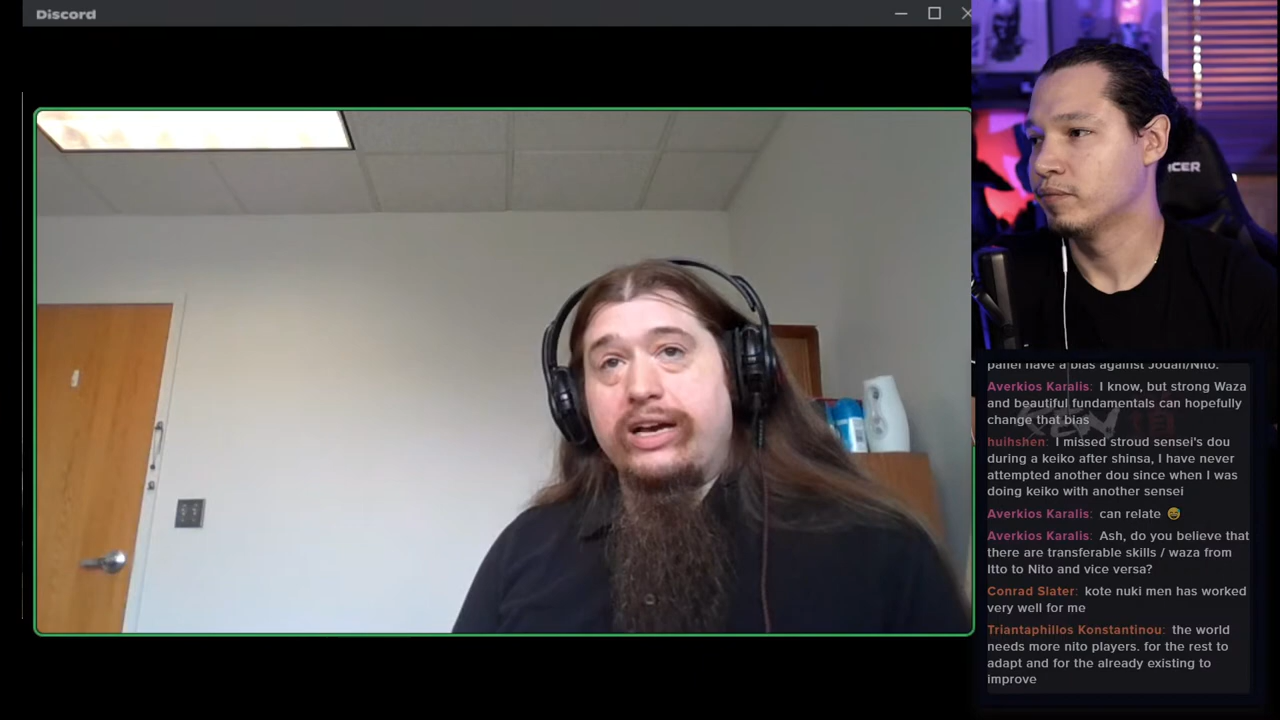 Discord
CER
panel have a bias against Jodan/Nito.
Averkios Karalis: I know, but strong Waza
and beautiful fundamentals can hopefully
change that bias
huihshen: I missed stroud sensei's dou
during a keiko after shinsa, I have never
attempted another dou since when I was
doing keiko with another sensei
Averkios Karalis: can relate 😅
Averkios Karalis: Ash, do you believe that
there are transferable skills / waza from
Itto to Nito and vice versa?
Conrad Slater: kote nuki men has worked
very well for me
Triantaphillos Konstantinou: the world
needs more nito players. for the rest to
adapt and for the already existing to
improve